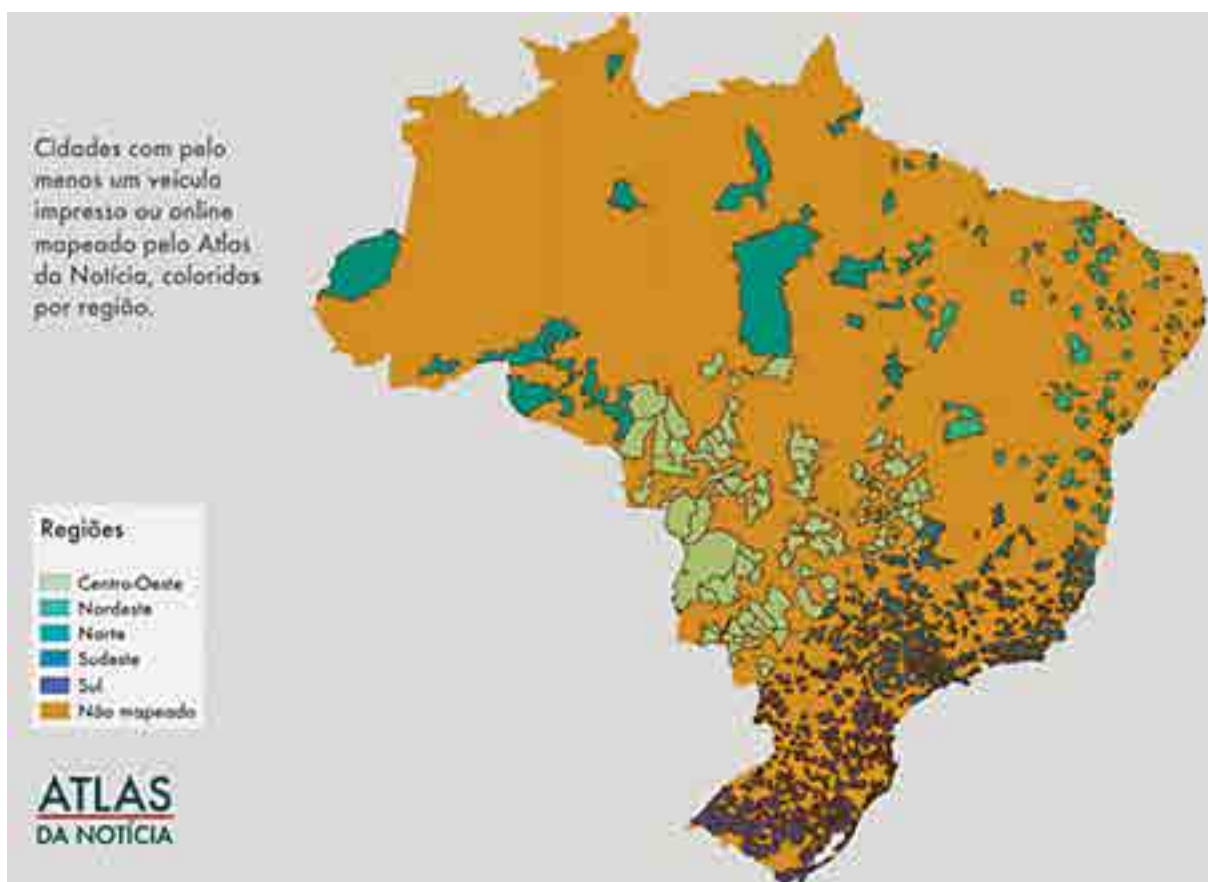 Cidades com pelo
menos um veículo
impresso ou online
mapeado pelo Atlas
da Notícia, coloridas
por região.
Regiões
Centro-Oeste
Nordeste
Norte
Sudeste
Sul
Não mapeado
ATLAS
DA NOTÍCIA